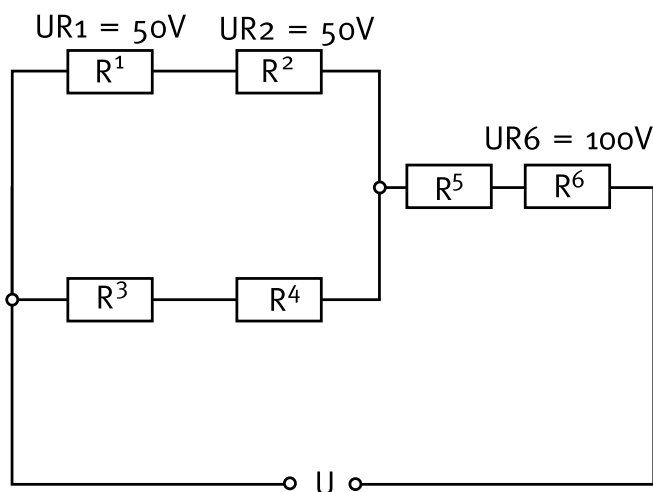 UR1 = 50V UR2 = 50V
R¹ R²
UR6 = 100V
R⁵ R⁶
R³ R⁴
U